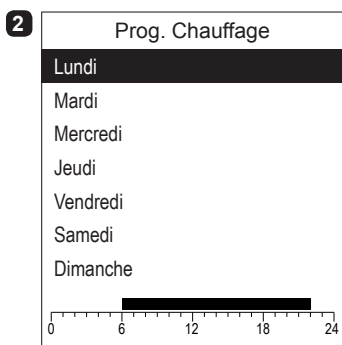 2
Prog. Chauffage
Lundi
Mardi
Mercredi
Jeudi
Vendredi
Samedi
Dimanche
0 6 12 18 24